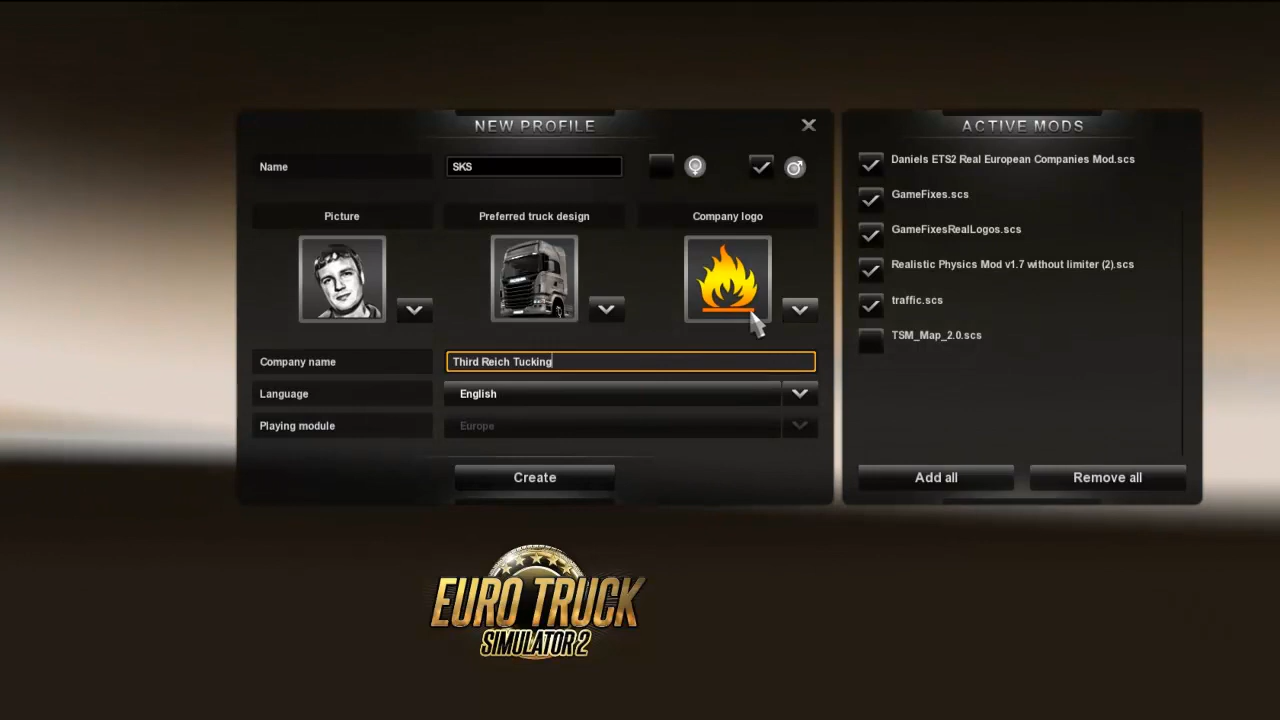 NEW PROFILE
Name
SKS
Picture
Preferred truck design
Company logo
Company name
Third Reich Tucking
Language
English
Playing module
Europe
Create
ACTIVE MODS
Daniels ETS2 Real European Companies Mod.scs
GameFixes.scs
GameFixesRealLogos.scs
Realistic Physics Mod v1.7 without limiter (2).scs
traffic.scs
TSM_Map_2.0.scs
Add all
Remove all
EURO TRUCK
SIMULATOR 2